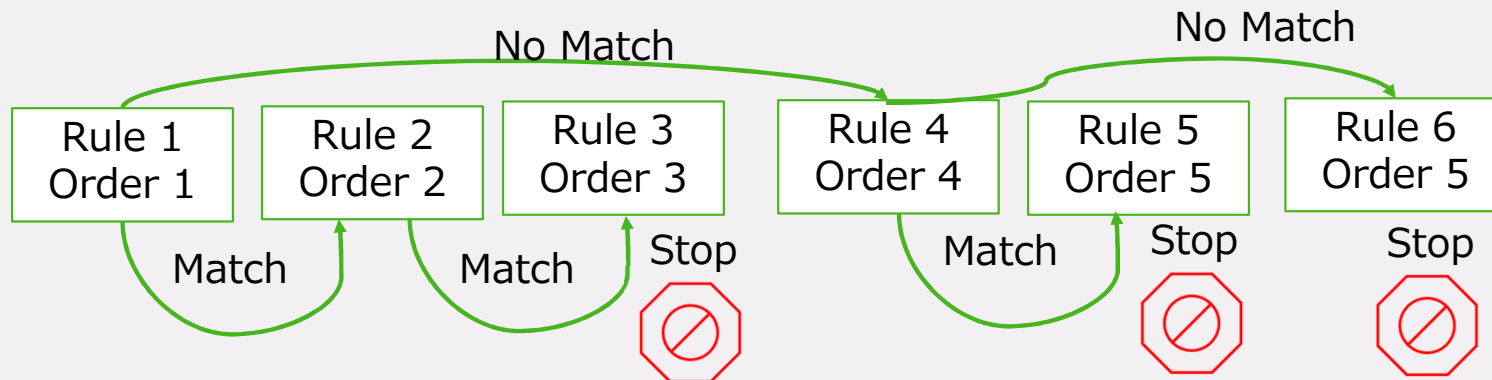 No Match
No Match
Rule 1
Order 1
Rule 2
Order 2
Rule 3
Order 3
Rule 4
Order 4
Rule 5
Order 5
Rule 6
Order 5
Match
Match
Stop
Match
Stop
Stop